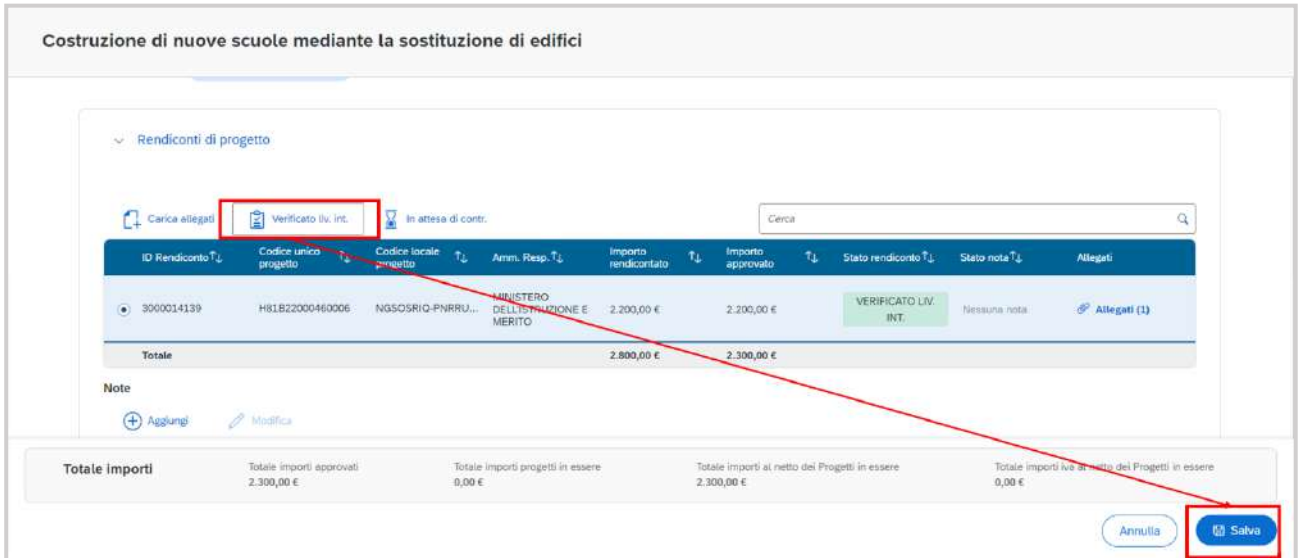 Costruzione di nuove scuole mediante la sostituzione di edifici
Rendiconti di progetto
Carica allegati Verificato liv. int. In attesa di contr. Cerca
ID Rendiconto Codice unico progetto Codice locale progetto Amm. Resp. Importo rendicontato Importo approvato Stato rendiconto Stato nota Allegati
3000014139 H81B22000460006 NGSOSRIQ-PNRRU... MINISTERO DELL'ISTRUZIONE E MERITO 2.200,00 € 2.200,00 € VERIFICATO LIV. INT. Nessuna nota Allegati (1)
Totale 2.800,00 € 2.300,00 €
Note
Aggiungi Modifica
Totale importi Totale importi approvati Totale importi progetti in essere Totale importi al netto dei Progetti in essere Totale importi iva al netto dei Progetti in essere
2.300,00 € 0,00 € 2.300,00 € 0,00 €
Annulla Salva